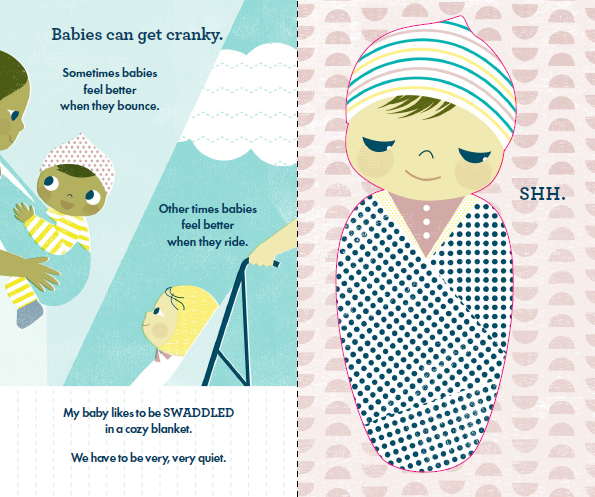 Babies can get cranky.
Sometimes babies
feel better
when they bounce.
Other times babies
feel better
when they ride.
My baby likes to be SWADDLED
in a cozy blanket.
We have to be very, very quiet.
SHH.